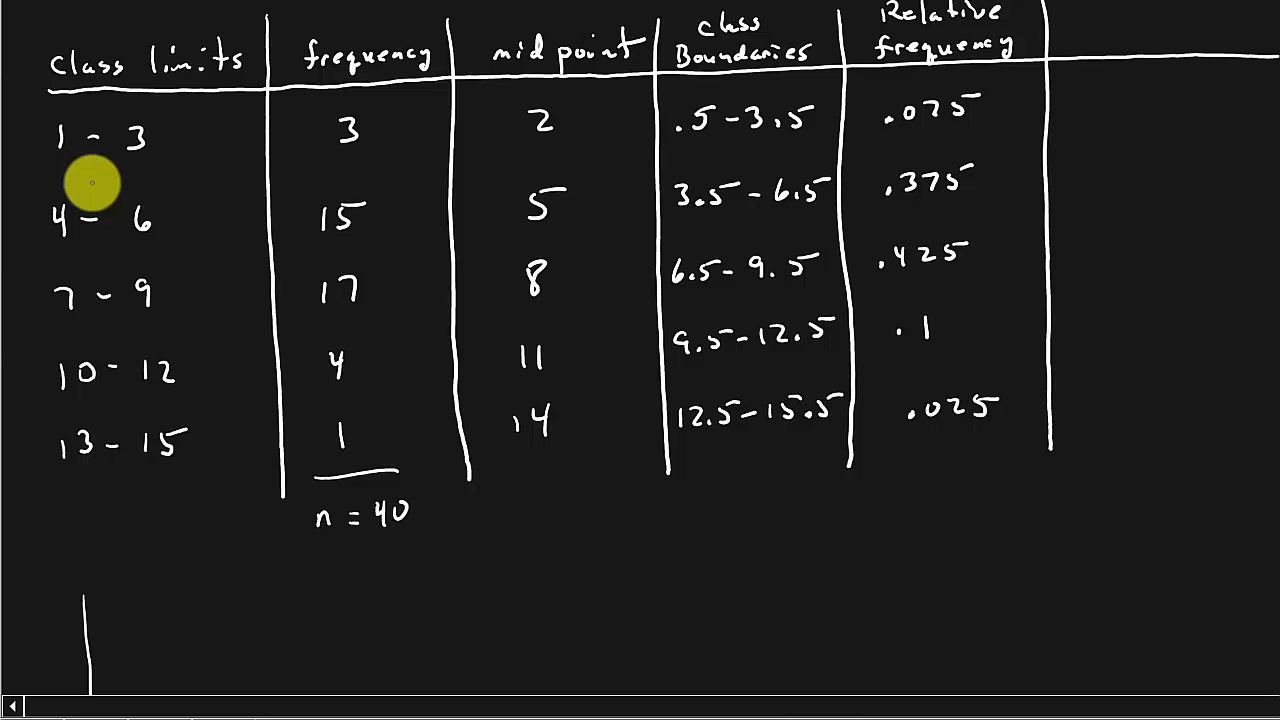 class limits frequency mid point class Boundaries Relative frequency
1 - 3 3 2 .5 - 3.5 .075
4 - 6 15 5 3.5 - 6.5 .375
7 - 9 17 8 6.5 - 9.5 .425
10 - 12 4 11 9.5 - 12.5 .1
13 - 15 1 14 12.5 - 15.5 .025
n = 40